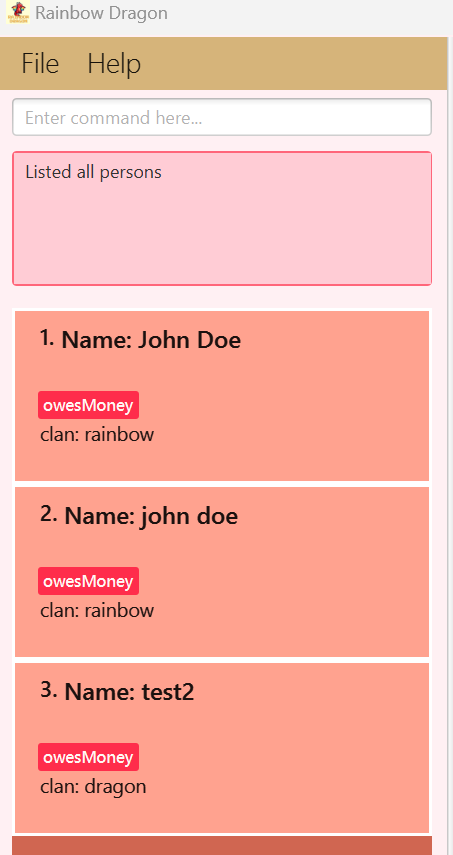 Rainbow Dragon
File Help
Enter command here...
Listed all persons
1. Name: John Doe
owesMoney
clan: rainbow
2. Name: john doe
owesMoney
clan: rainbow
3. Name: test2
owesMoney
clan: dragon